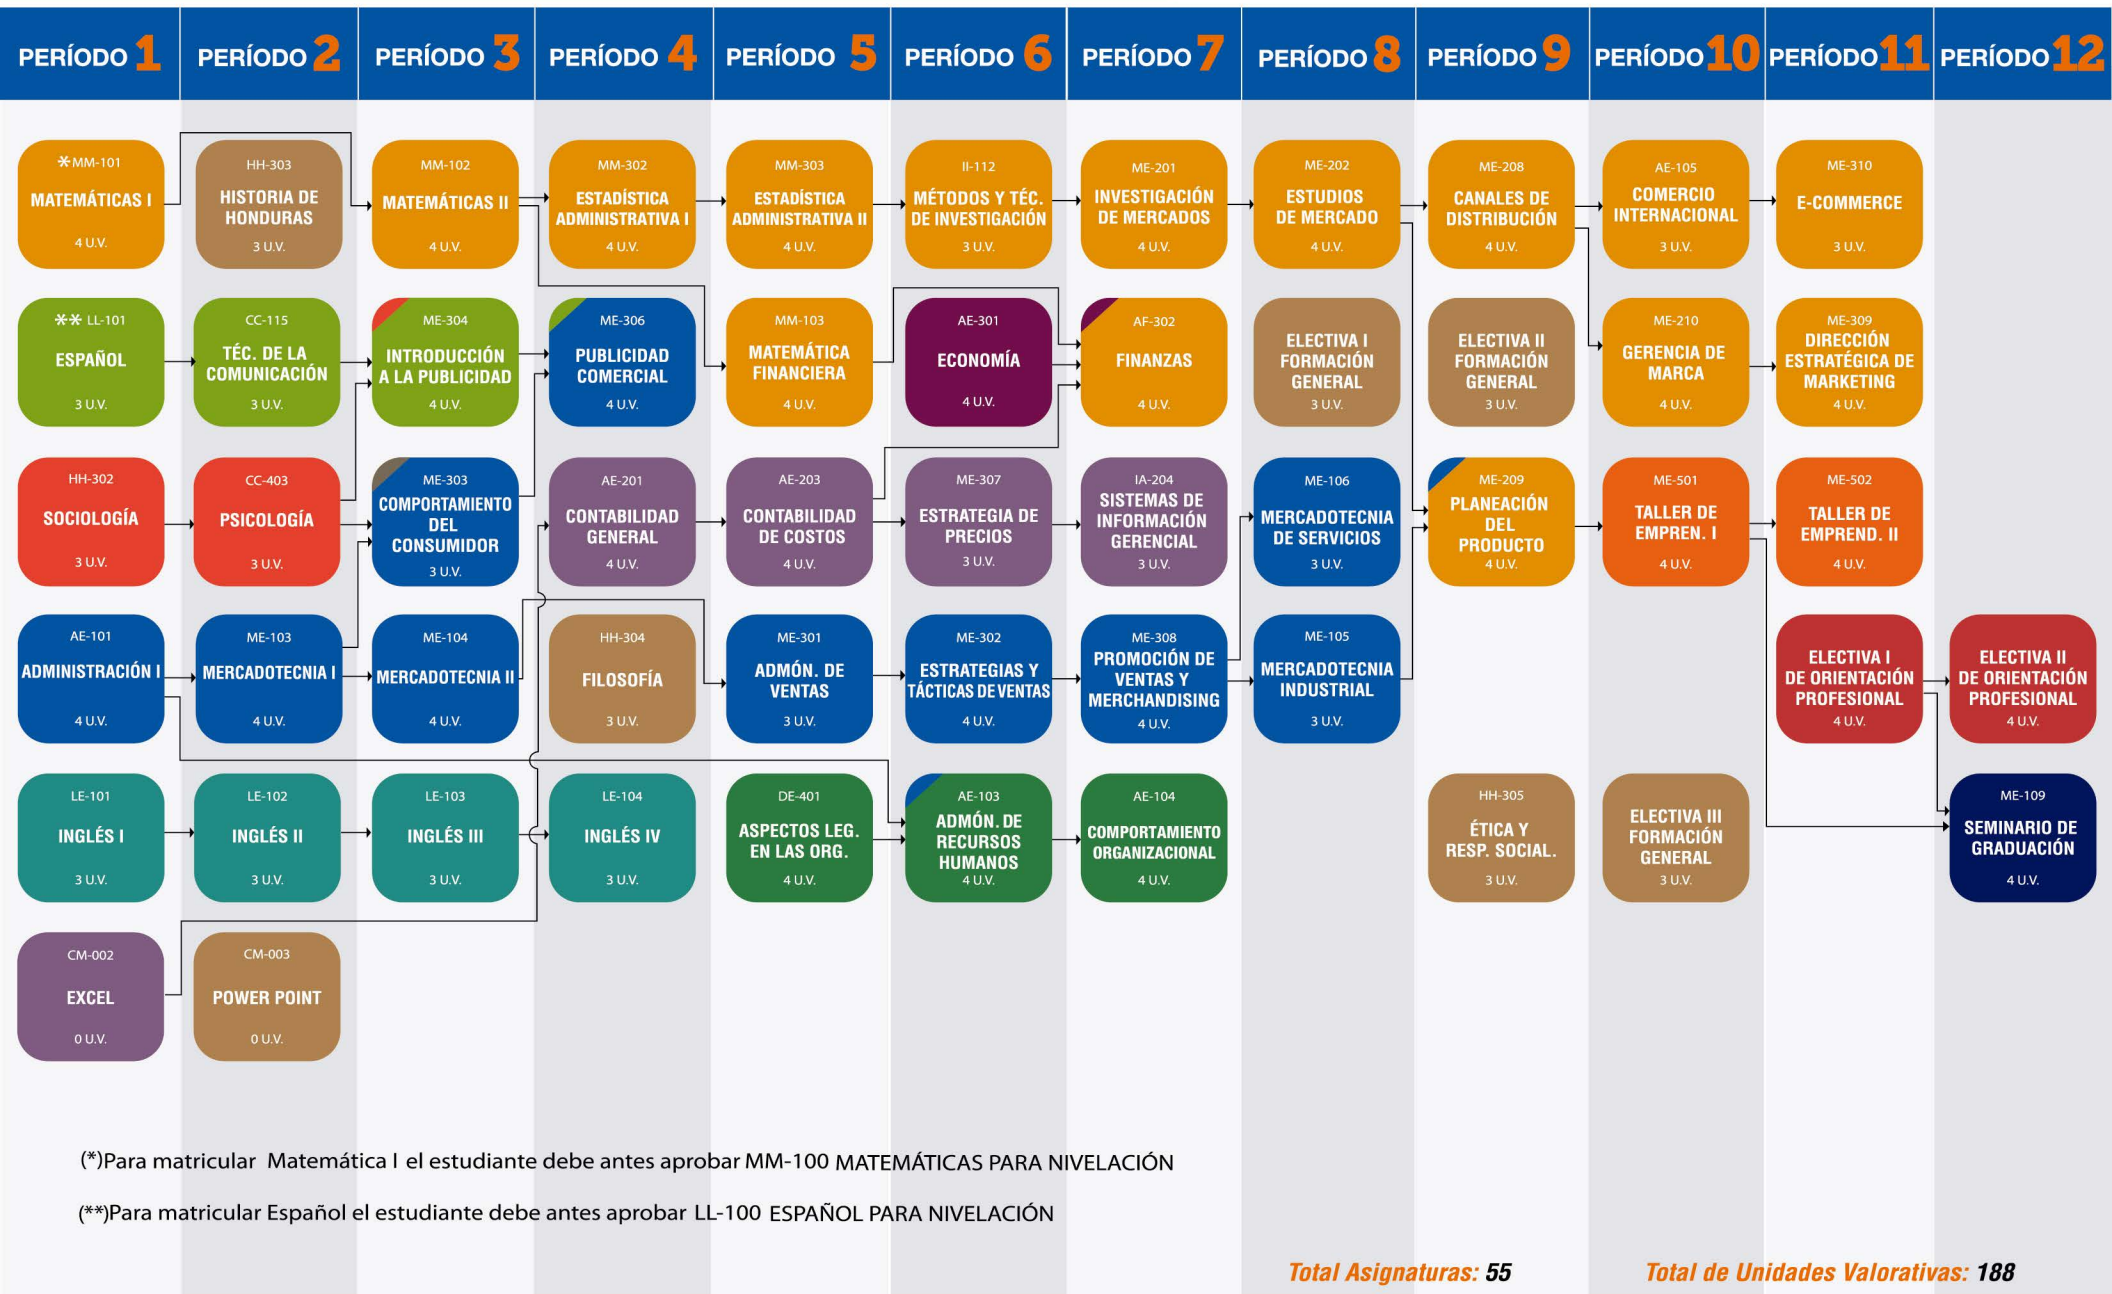 PERÍODO 1
PERÍODO 2
PERÍODO 3
PERÍODO 4
PERÍODO 5
PERÍODO 6
PERÍODO 7
PERÍODO 8
PERÍODO 9
PERÍODO 10
PERÍODO 11
PERÍODO 12
*MM-101
MATEMÁTICAS I
4 U.V.
HH-303
HISTORIA DE
HONDURAS
3 U.V.
MM-102
MATEMÁTICAS II
4 U.V.
MM-302
ESTADÍSTICA
ADMINISTRATIVA I
4 U.V.
MM-303
ESTADÍSTICA
ADMINISTRATIVA II
4 U.V.
II-112
MÉTODOS Y TÉC.
DE INVESTIGACIÓN
3 U.V.
ME-201
INVESTIGACIÓN
DE MERCADOS
4 U.V.
ME-202
ESTUDIOS
DE MERCADO
4 U.V.
ME-208
CANALES DE
DISTRIBUCIÓN
4 U.V.
AE-105
COMERCIO
INTERNACIONAL
3 U.V.
ME-310
E-COMMERCE
3 U.V.
** LL-101
ESPAÑOL
3 U.V.
CC-115
TÉC. DE LA
COMUNICACIÓN
3 U.V.
ME-304
INTRODUCCIÓN
A LA PUBLICIDAD
4 U.V.
ME-306
PUBLICIDAD
COMERCIAL
4 U.V.
MM-103
MATEMÁTICA
FINANCIERA
4 U.V.
AE-301
ECONOMÍA
4 U.V.
AF-302
FINANZAS
4 U.V.
ELECTIVA I
FORMACIÓN
GENERAL
3 U.V.
ELECTIVA II
FORMACIÓN
GENERAL
3 U.V.
ME-210
GERENCIA DE
MARCA
4 U.V.
ME-309
DIRECCIÓN
ESTRATÉGICA DE
MARKETING
4 U.V.
HH-302
SOCIOLOGÍA
3 U.V.
CC-403
PSICOLOGÍA
3 U.V.
ME-303
COMPORTAMIENTO
DEL
CONSUMIDOR
3 U.V.
AE-201
CONTABILIDAD
GENERAL
4 U.V.
AE-203
CONTABILIDAD
DE COSTOS
4 U.V.
ME-307
ESTRATEGIA DE
PRECIOS
3 U.V.
IA-204
SISTEMAS DE
INFORMACIÓN
GERENCIAL
3 U.V.
ME-106
MERCADOTECNIA
DE SERVICIOS
3 U.V.
ME-209
PLANEACIÓN
DEL
PRODUCTO
4 U.V.
ME-501
TALLER DE
EMPREN. I
4 U.V.
ME-502
TALLER DE
EMPREND. II
4 U.V.
AE-101
ADMINISTRACIÓN I
4 U.V.
ME-103
MERCADOTECNIA I
4 U.V.
ME-104
MERCADOTECNIA II
4 U.V.
HH-304
FILOSOFÍA
3 U.V.
ME-301
ADMÓN. DE
VENTAS
3 U.V.
ME-302
ESTRATEGIAS Y
TÁCTICAS DE VENTAS
4 U.V.
ME-308
PROMOCIÓN DE
VENTAS Y
MERCHANDISING
4 U.V.
ME-105
MERCADOTECNIA
INDUSTRIAL
3 U.V.
ELECTIVA I
DE ORIENTACIÓN
PROFESIONAL
4 U.V.
ELECTIVA II
DE ORIENTACIÓN
PROFESIONAL
4 U.V.
LE-101
INGLÉS I
3 U.V.
LE-102
INGLÉS II
3 U.V.
LE-103
INGLÉS III
3 U.V.
LE-104
INGLÉS IV
3 U.V.
DE-401
ASPECTOS LEG.
EN LAS ORG.
4 U.V.
AE-103
ADMÓN. DE
RECURSOS
HUMANOS
4 U.V.
AE-104
COMPORTAMIENTO
ORGANIZACIONAL
4 U.V.
HH-305
ÉTICA Y
RESP. SOCIAL.
3 U.V.
ELECTIVA III
FORMACIÓN
GENERAL
3 U.V.
ME-109
SEMINARIO DE
GRADUACIÓN
4 U.V.
CM-002
EXCEL
0 U.V.
CM-003
POWER POINT
0 U.V.
(*)Para matricular Matemática I el estudiante debe antes aprobar MM-100 MATEMÁTICAS PARA NIVELACIÓN
(**)Para matricular Español el estudiante debe antes aprobar LL-100 ESPAÑOL PARA NIVELACIÓN
Total Asignaturas: 55
Total de Unidades Valorativas: 188